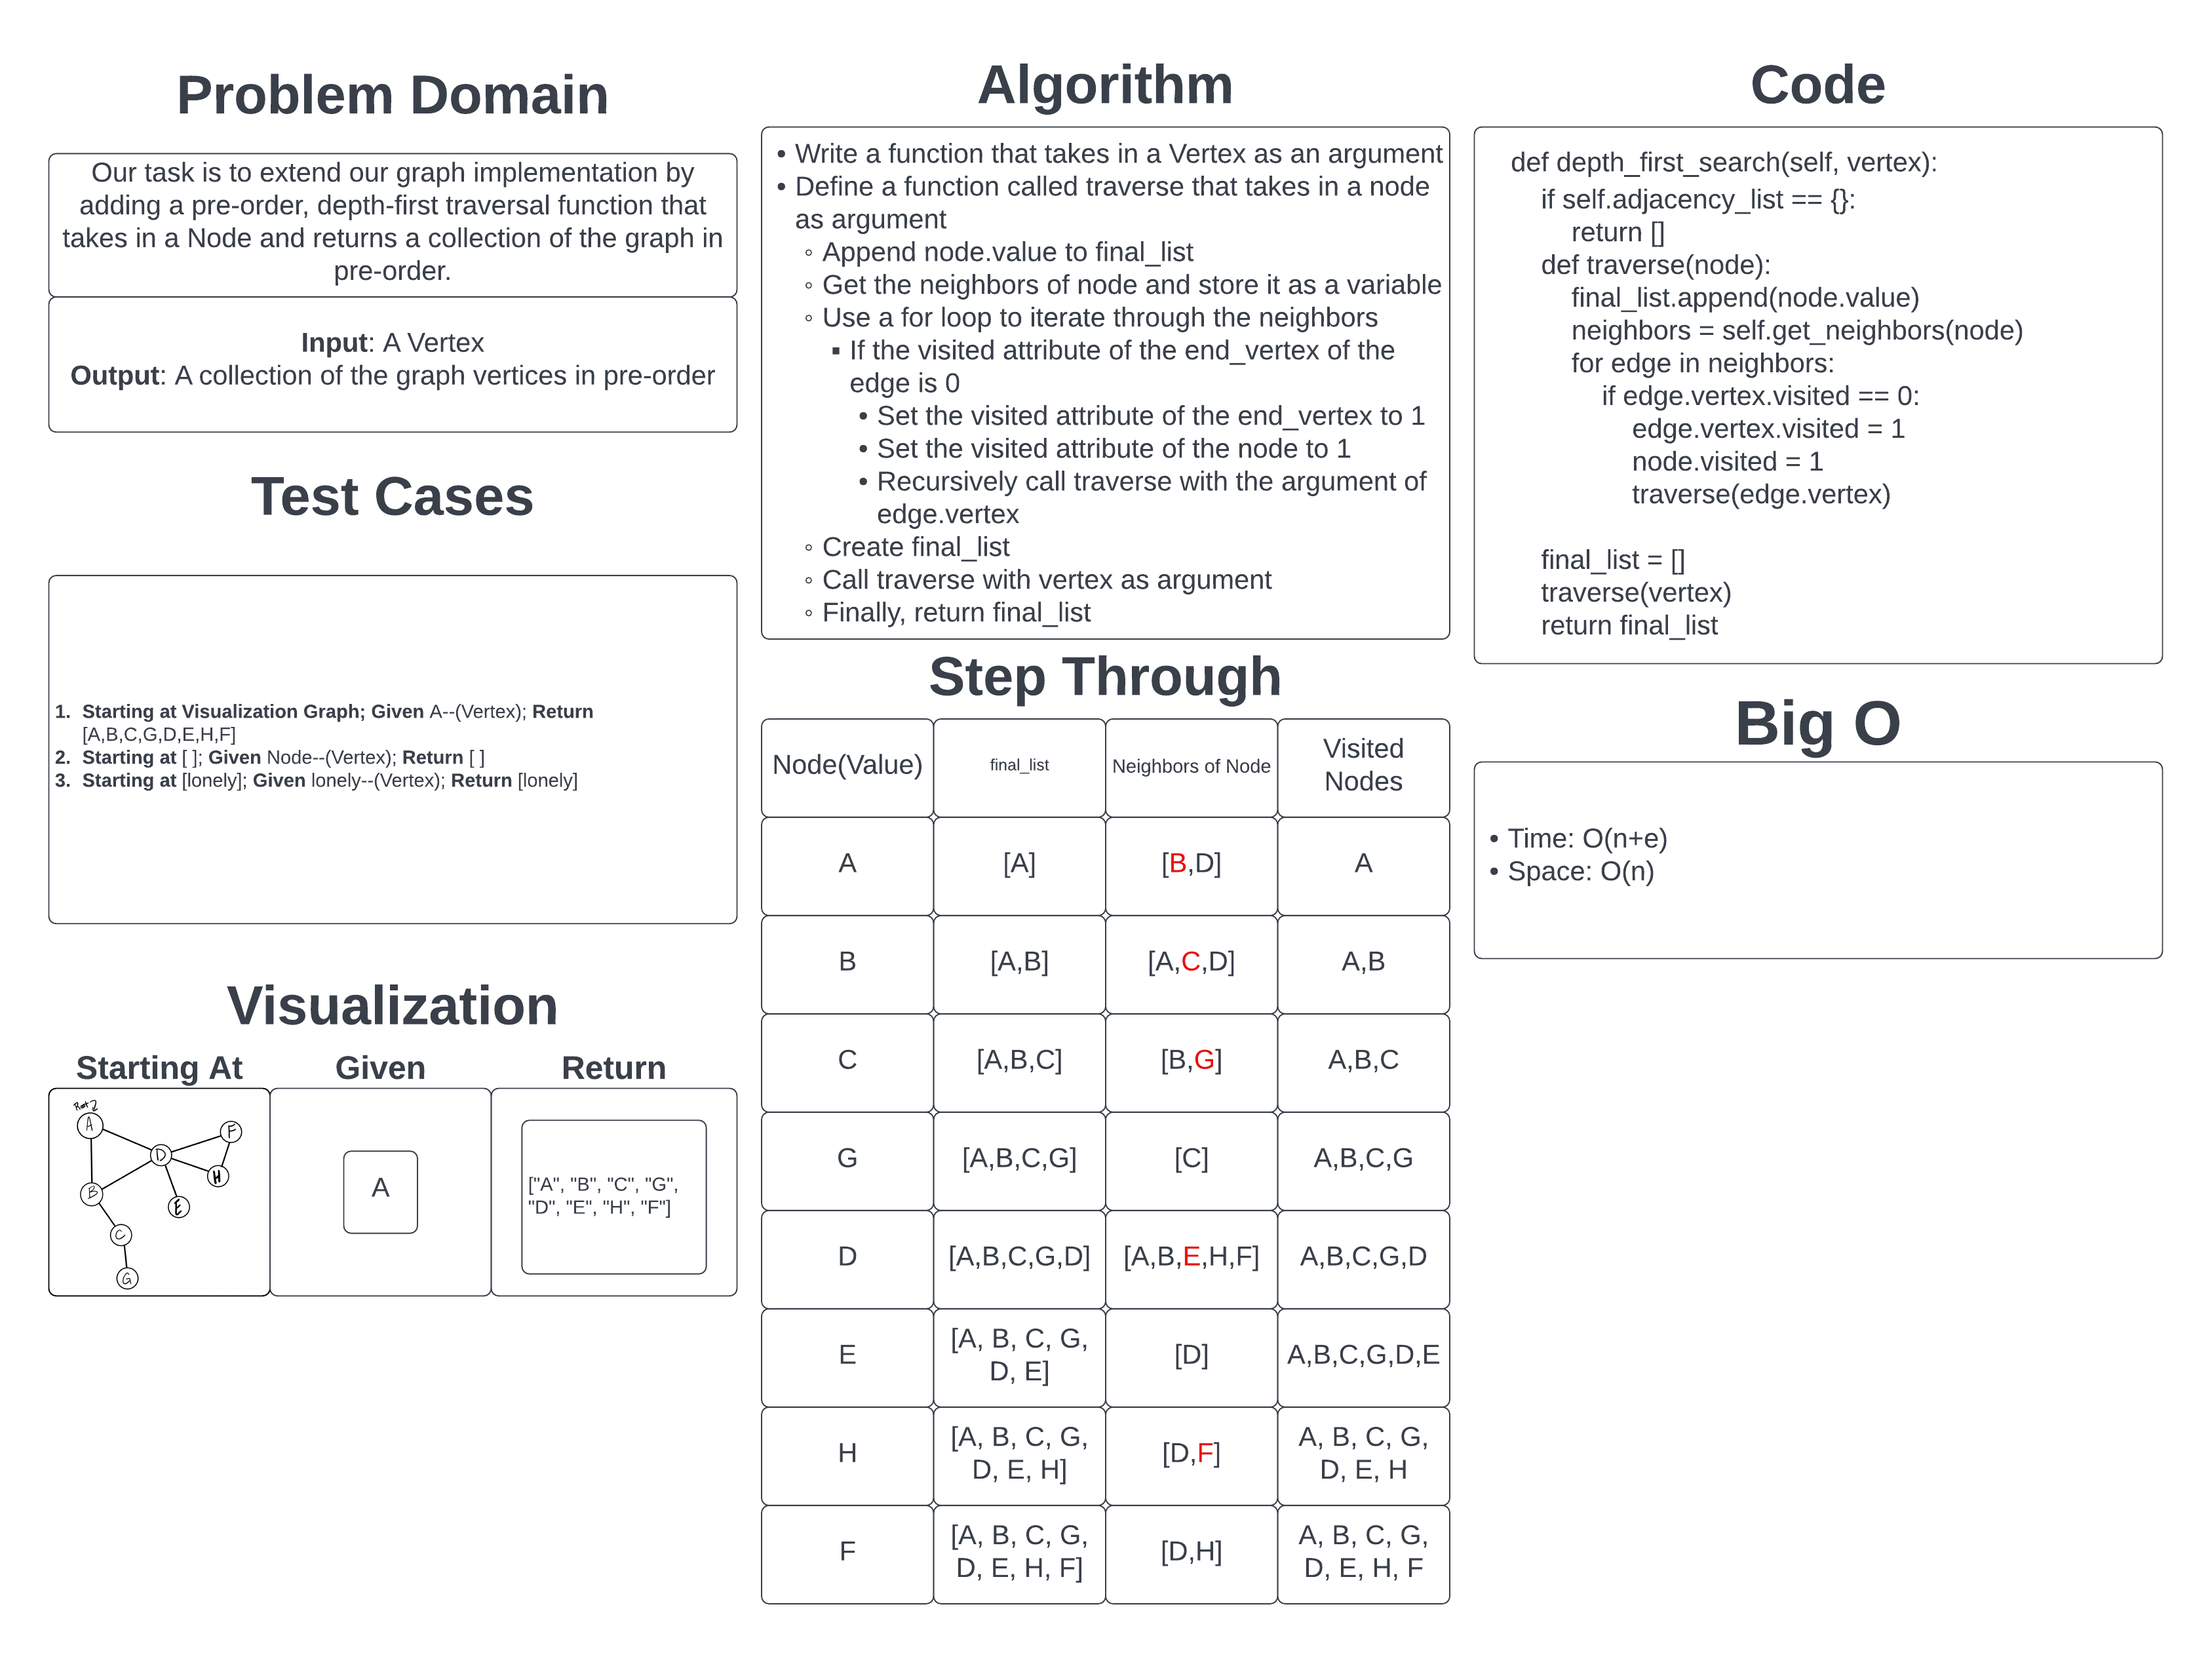 Problem Domain
Our task is to extend our graph implementation by
adding a pre-order, depth-first traversal function that
takes in a Node and returns a collection of the graph in
pre-order.
Input: A Vertex
Output: A collection of the graph vertices in pre-order
Test Cases
1. Starting at Visualization Graph; Given A--(Vertex); Return
[A,B,C,G,D,E,H,F]
2. Starting at [ ]; Given Node--(Vertex); Return [ ]
3. Starting at [lonely]; Given lonely--(Vertex); Return [lonely]
Visualization
Starting At
Given
Return
Root
A
F
D
H
B
E
C
G
A
["A", "B", "C", "G",
"D", "E", "H", "F"]
Algorithm
• Write a function that takes in a Vertex as an argument
• Define a function called traverse that takes in a node
as argument
◦ Append node.value to final_list
◦ Get the neighbors of node and store it as a variable
◦ Use a for loop to iterate through the neighbors
▪ If the visited attribute of the end_vertex of the
edge is 0
• Set the visited attribute of the end_vertex to 1
• Set the visited attribute of the node to 1
• Recursively call traverse with the argument of
edge.vertex
◦ Create final_list
◦ Call traverse with vertex as argument
◦ Finally, return final_list
Step Through
Node(Value)
final_list
Neighbors of Node
Visited
Nodes
A
[A]
[B,D]
A
B
[A,B]
[A,C,D]
A,B
C
[A,B,C]
[B,G]
A,B,C
G
[A,B,C,G]
[C]
A,B,C,G
D
[A,B,C,G,D]
[A,B,E,H,F]
A,B,C,G,D
E
[A, B, C, G,
D, E]
[D]
A,B,C,G,D,E
H
[A, B, C, G,
D, E, H]
[D,F]
A, B, C, G,
D, E, H
F
[A, B, C, G,
D, E, H, F]
[D,H]
A, B, C, G,
D, E, H, F
Code
def depth_first_search(self, vertex):
if self.adjacency_list == {}:
return []
def traverse(node):
final_list.append(node.value)
neighbors = self.get_neighbors(node)
for edge in neighbors:
if edge.vertex.visited == 0:
edge.vertex.visited = 1
node.visited = 1
traverse(edge.vertex)
final_list = []
traverse(vertex)
return final_list
Big O
• Time: O(n+e)
• Space: O(n)